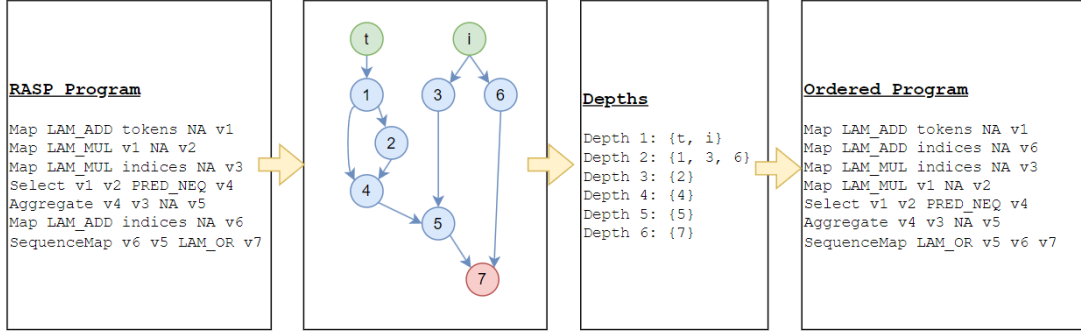 RASP Program
Map LAM_ADD tokens NA v1
Map LAM_MUL v1 NA v2
Map LAM_MUL indices NA v3
Select v1 v2 PRED_NEQ v4
Aggregate v4 v3 NA v5
Map LAM_ADD indices NA v6
SequenceMap v6 v5 LAM_OR v7
t
i
1
3
6
2
4
5
7
Depths
Depth 1: {t, i}
Depth 2: {1, 3, 6}
Depth 3: {2}
Depth 4: {4}
Depth 5: {5}
Depth 6: {7}
Ordered Program
Map LAM_ADD tokens NA v1
Map LAM_ADD indices NA v6
Map LAM_MUL indices NA v3
Map LAM_MUL v1 NA v2
Select v1 v2 PRED_NEQ v4
Aggregate v4 v3 NA v5
SequenceMap LAM_OR v5 v6 v7